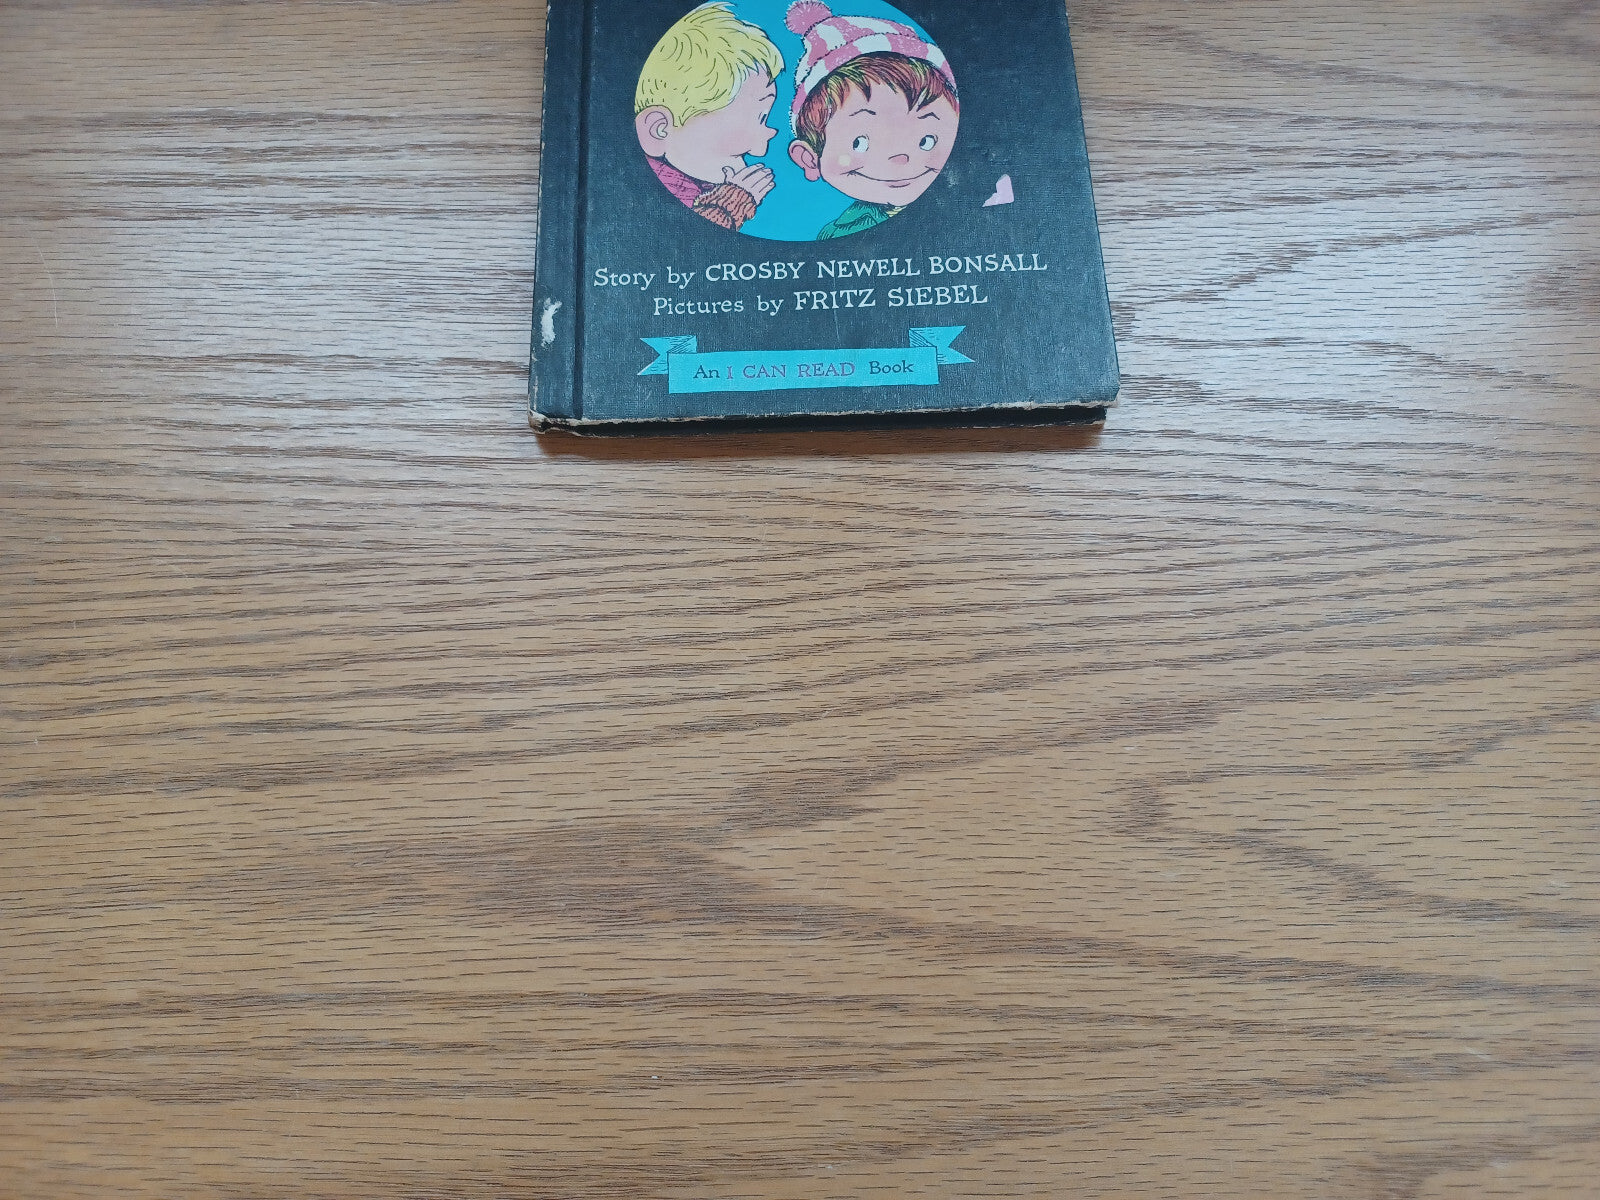 Story by CROSBY NEWELL BONSALL
Pictures by FRITZ SIEBEL
An I CAN READ Book